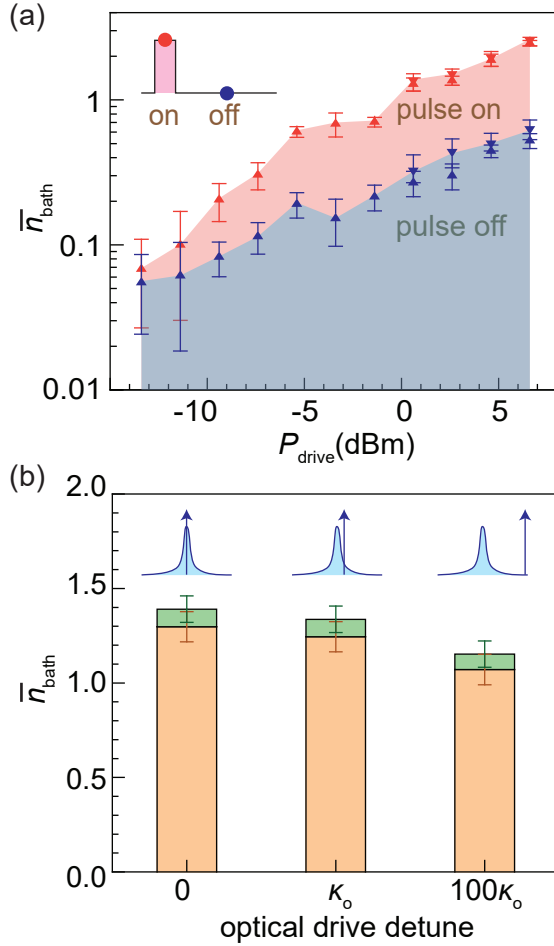 (a)
on off
pulse on
pulse off
1
0.1
0.01
n̅bath
-10 -5 0 5
Pdrive(dBm)
(b)
2.0
1.5
1.0
0.5
0.0
n̅bath
0 κo 100κo
optical drive detune